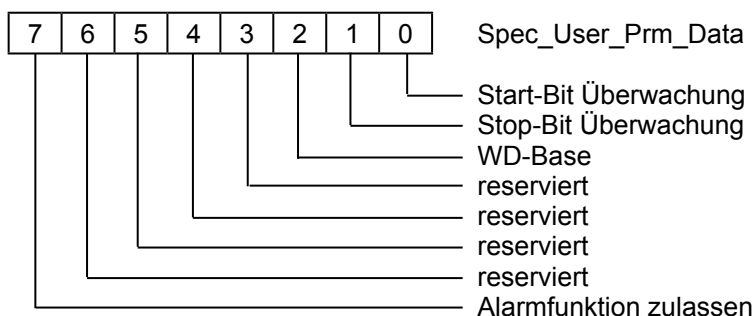 7 6 5 4 3 2 1 0 Spec_User_Prm_Data
Start-Bit Überwachung
Stop-Bit Überwachung
WD-Base
reserviert
reserviert
reserviert
reserviert
Alarmfunktion zulassen